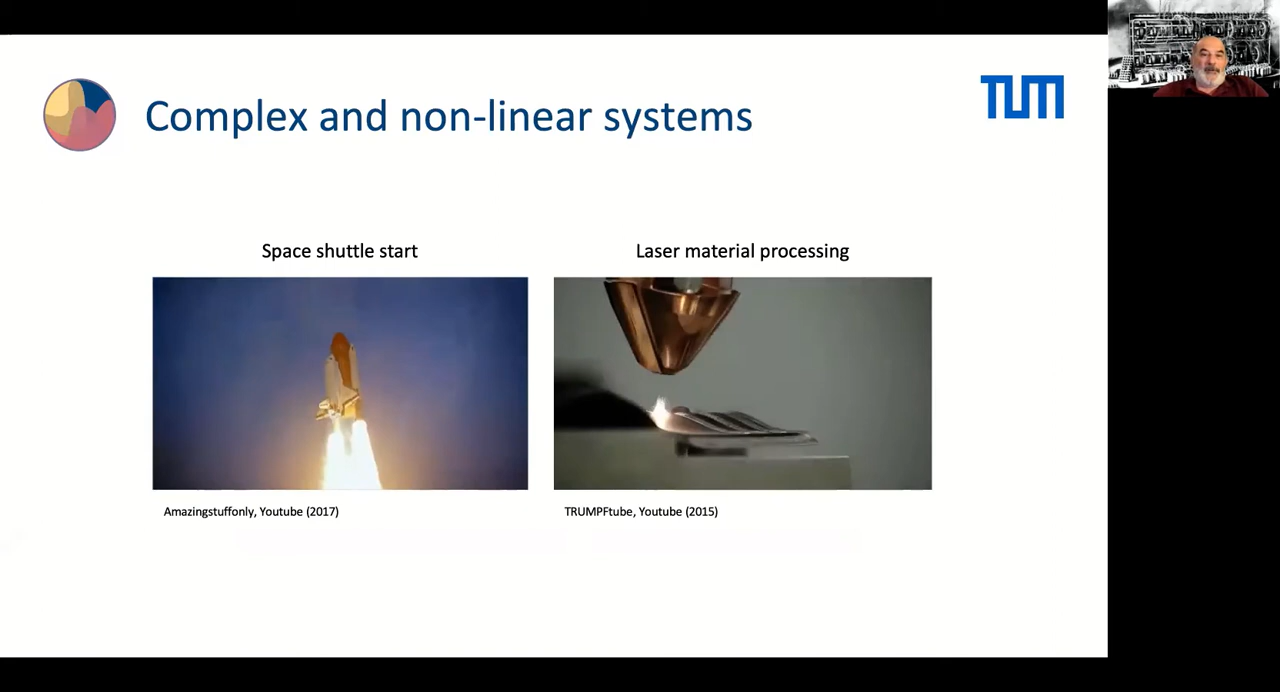 Complex and non-linear systems
TUM
Space shuttle start
Laser material processing
Amazingstuffonly, Youtube (2017)
TRUMPFtube, Youtube (2015)